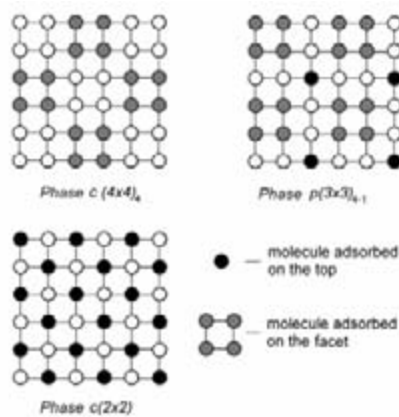 Phase c (4x4)₄
Phase p(3x3)₄₋₁
Phase c(2x2)
— molecule adsorbed
on the top
— molecule adsorbed
on the facet